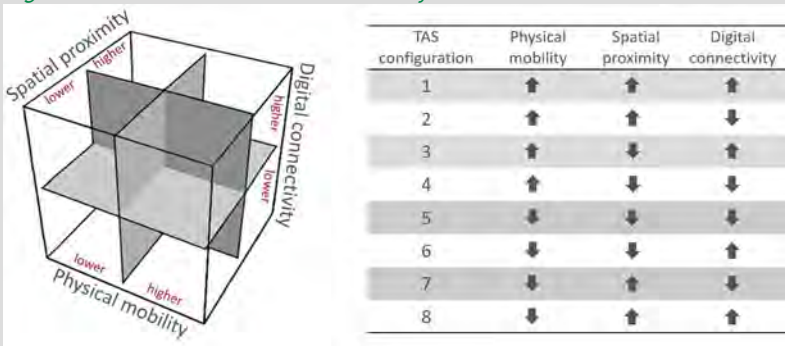 Spatial proximity
lower
higher
Digital connectivity
higher
lower
Physical mobility
lower
higher
TAS configuration Physical mobility Spatial proximity Digital connectivity
1 ⬆ ⬆ ⬆
2 ⬆ ⬆ ⬇
3 ⬆ ⬇ ⬆
4 ⬆ ⬇ ⬇
5 ⬇ ⬇ ⬇
6 ⬇ ⬇ ⬆
7 ⬇ ⬆ ⬇
8 ⬇ ⬆ ⬆